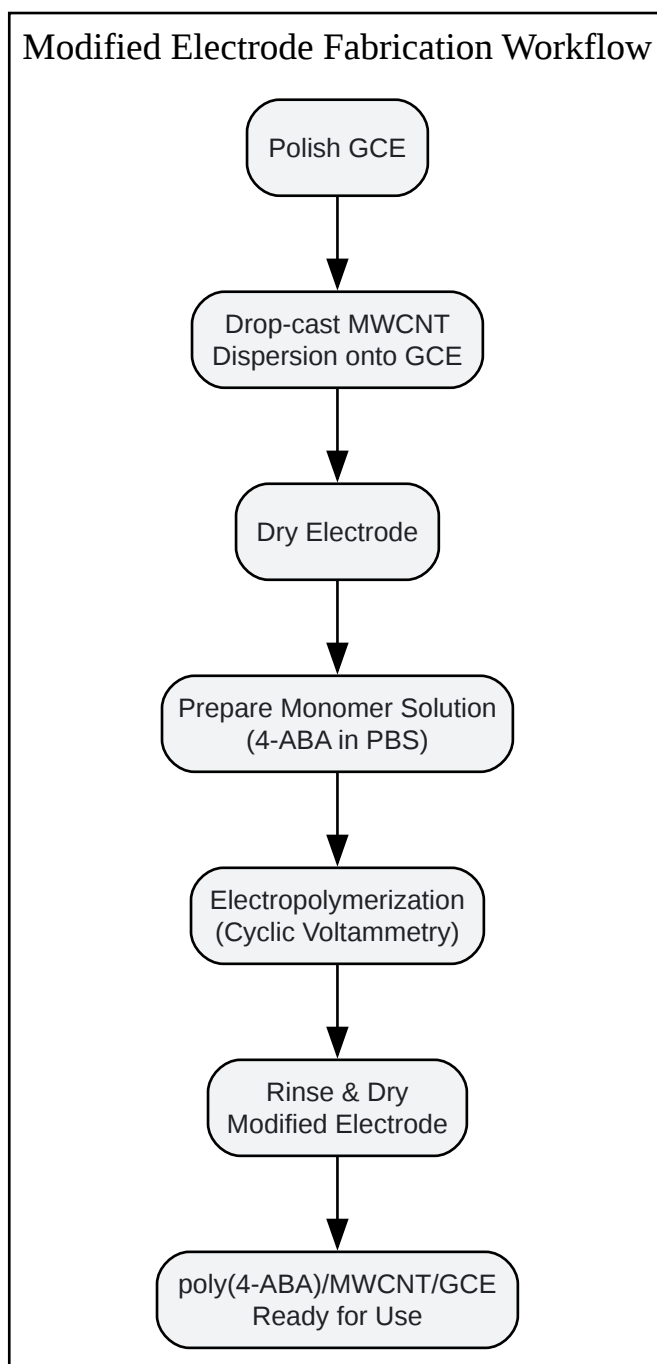 Modified Electrode Fabrication Workflow
Polish GCE
Drop-cast MWCNT
Dispersion onto GCE
Dry Electrode
Prepare Monomer Solution
(4-ABA in PBS)
Electropolymerization
(Cyclic Voltammetry)
Rinse & Dry
Modified Electrode
poly(4-ABA)/MWCNT/GCE
Ready for Use